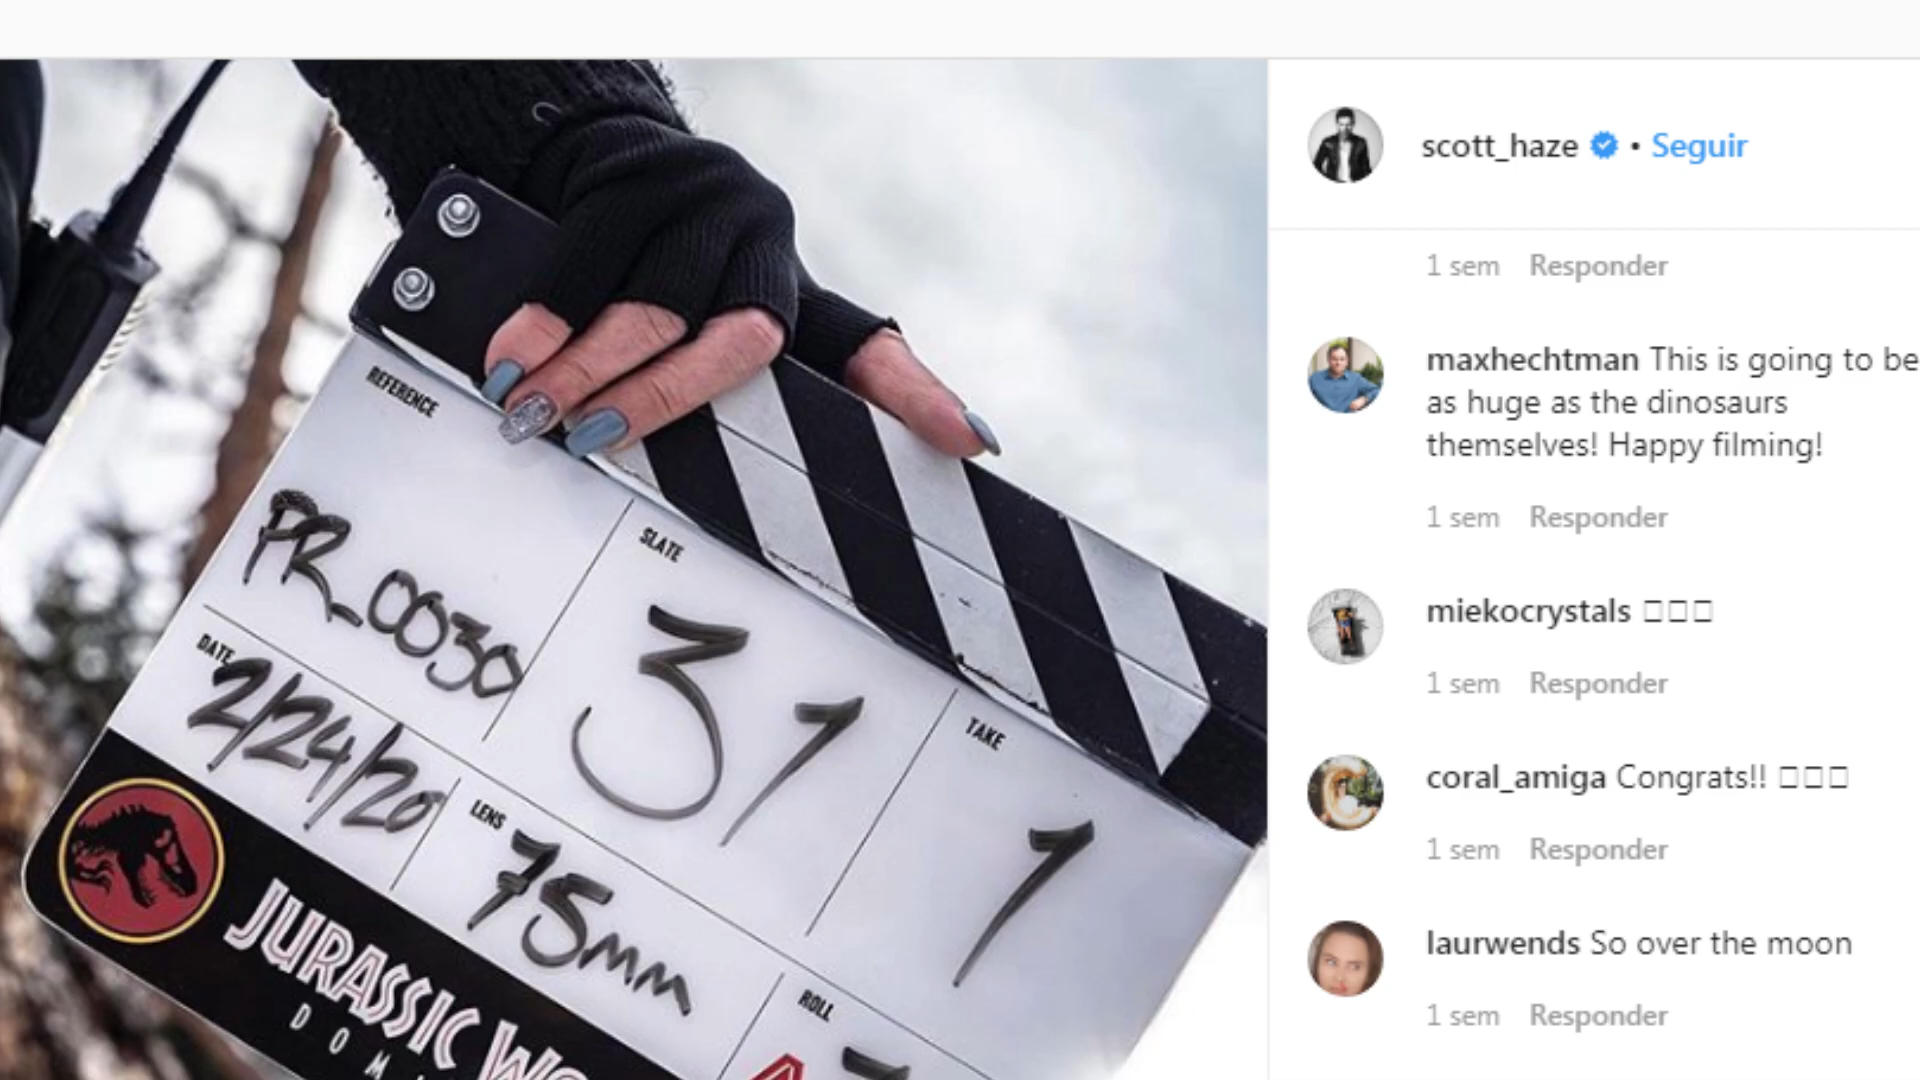 REFERENCE
PR_0030
SLATE
31
TAKE
1
DATE
2/24/20
LENS
75mm
ROLL
JURASSIC
scott_haze • Seguir
1 sem Responder
maxhechtman This is going to be
as huge as the dinosaurs
themselves! Happy filming!
1 sem Responder
miekocrystals
1 sem Responder
coral_amiga Congrats!!
1 sem Responder
laurwends So over the moon
1 sem Responder